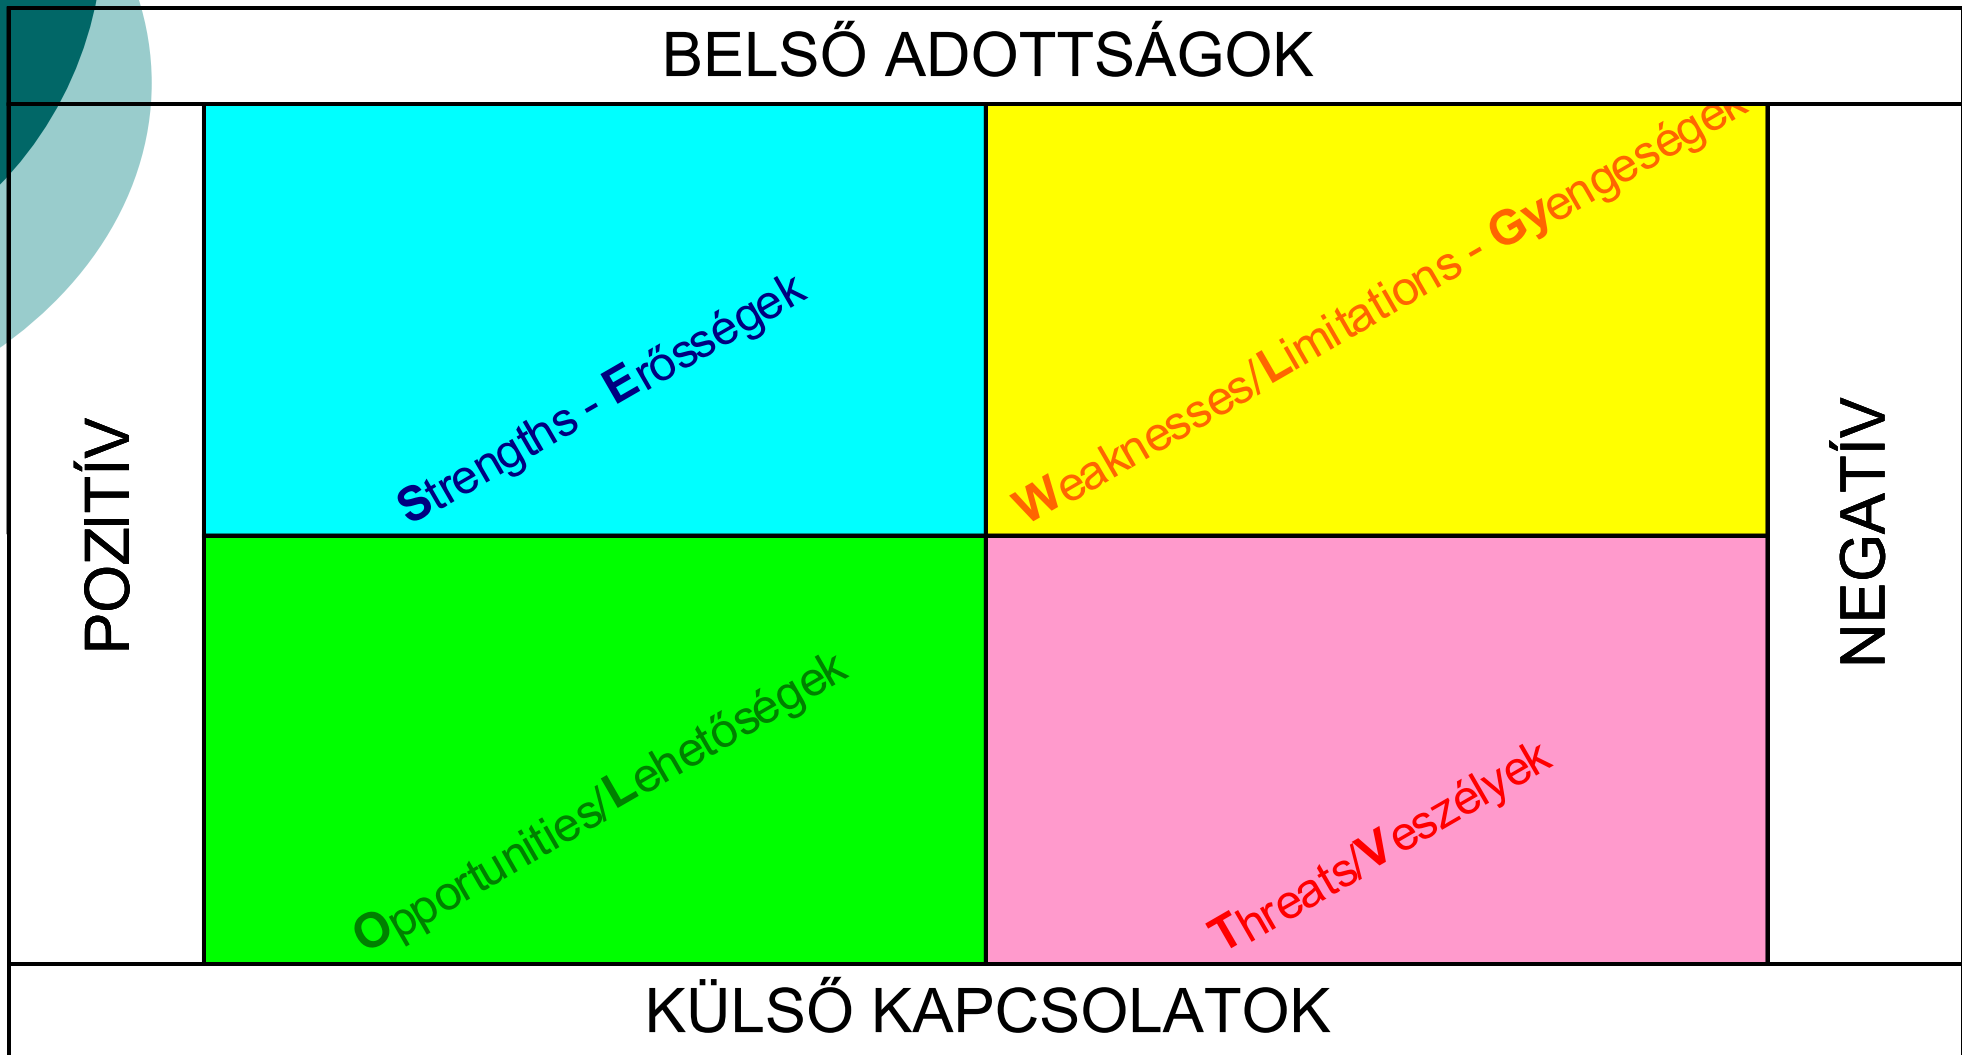 BELSŐ ADOTTSÁGOK
POZITÍV
Strengths - Erősségek
Weaknesses/Limitations - Gyengeségek
NEGATÍV
Opportunities/Lehetőségek
Threats/Veszélyek
KÜLSŐ KAPCSOLATOK